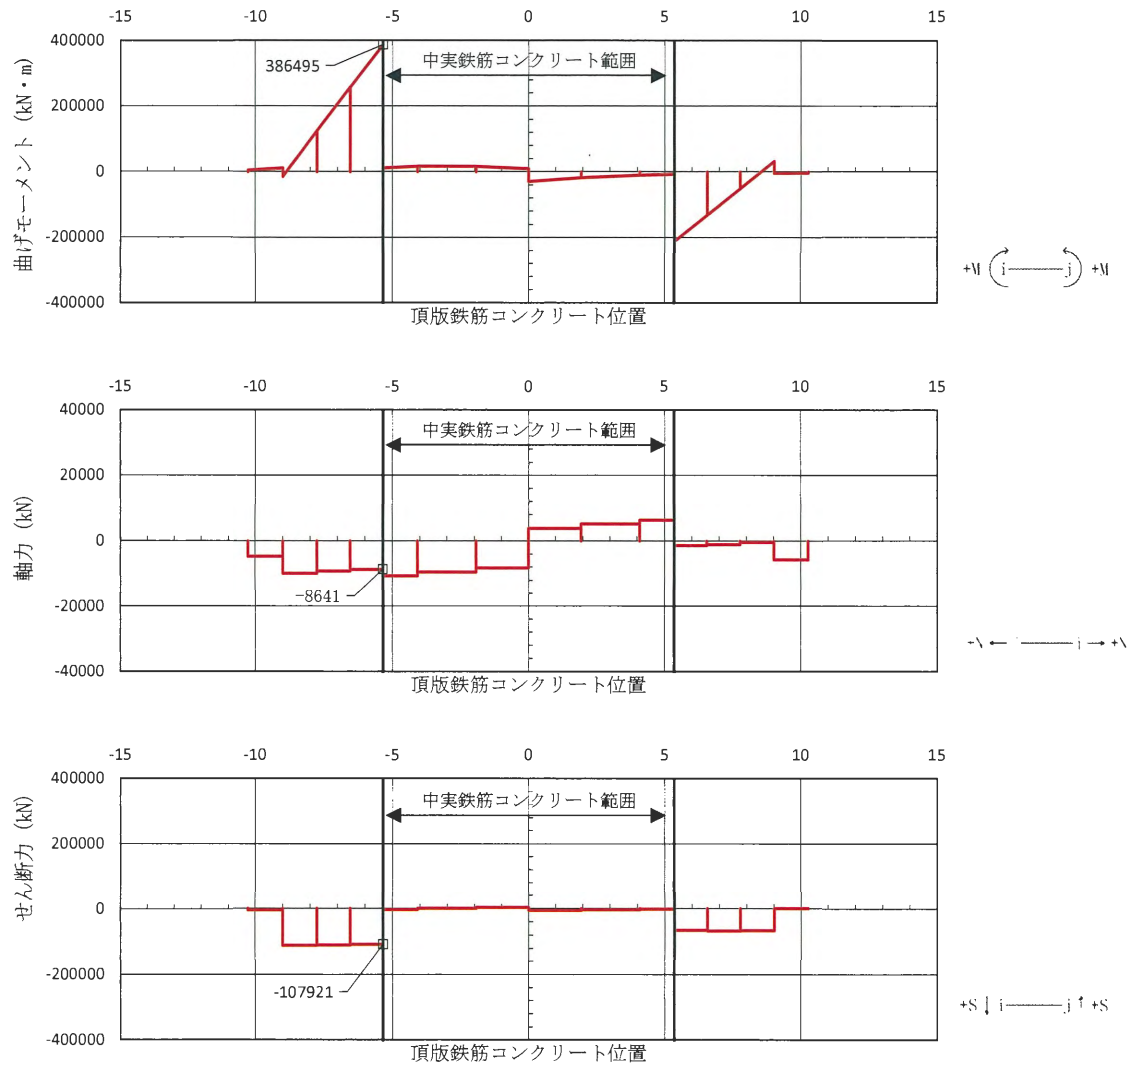 -15 -10 -5 0 5 10 15
400000
中実鉄筋コンクリート範囲
386495
200000
0
-200000
-400000
曲げモーメント (kN・m)
+M i j +M
頂版鉄筋コンクリート位置
-15 -10 -5 0 5 10 15
40000
中実鉄筋コンクリート範囲
20000
0
-8641
-20000
-40000
軸力 (kN)
頂版鉄筋コンクリート位置
-15 -10 -5 0 5 10 15
400000
中実鉄筋コンクリート範囲
200000
0
-200000
-107921
-400000
せん断力 (kN)
+S i j +S
頂版鉄筋コンクリート位置